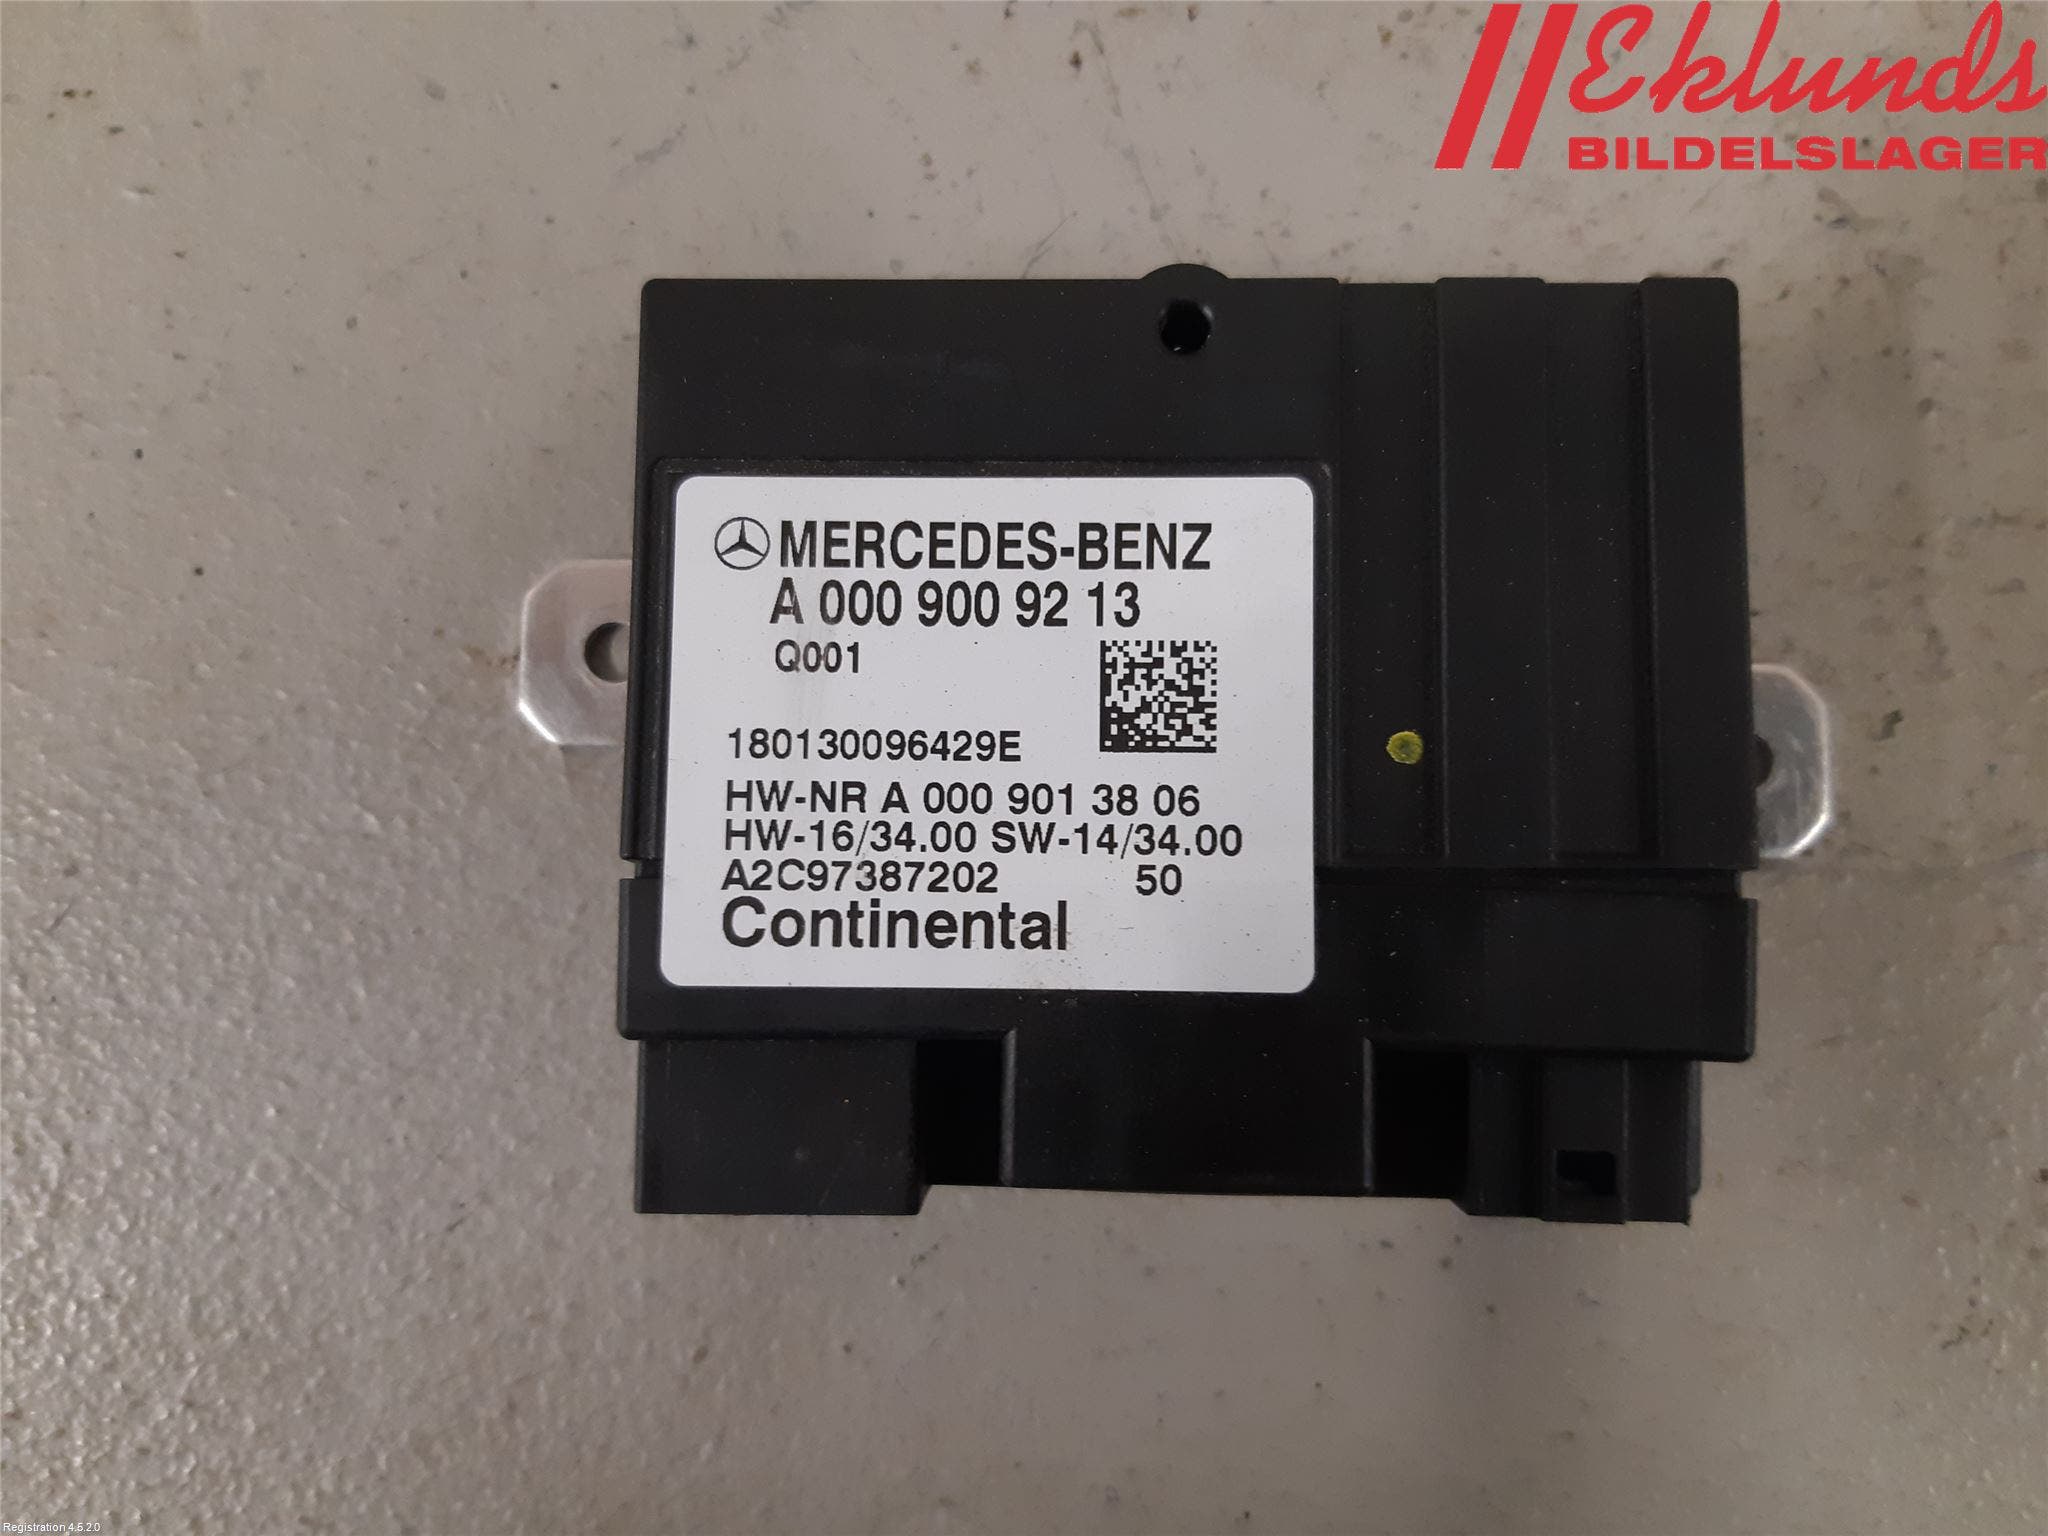 Eklunds
BILDELSLAGER
MERCEDES-BENZ
A 000 900 92 13
Q001
180130096429E
HW-NR A 000 901 38 06
HW-16/34.00 SW-14/34.00
A2C97387202 50
Continental
Registration 4.5.2.0